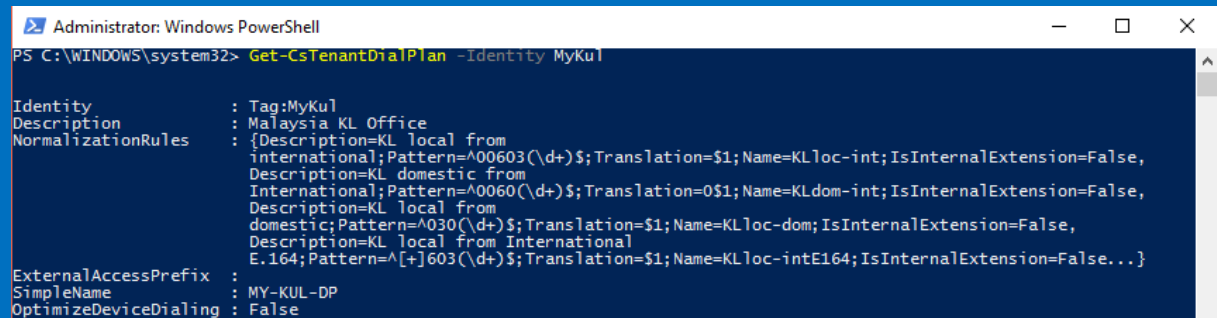 Administrator: Windows PowerShell
PS C:\WINDOWS\system32> Get-CsTenantDialPlan -Identity MyKul
Identity : Tag:MyKul
Description : Malaysia KL Office
NormalizationRules : {Description=KL local from
international;Pattern=^00603(\d+)$;Translation=$1;Name=KLloc-int;IsInternalExtension=False,
Description=KL domestic from
International;Pattern=^0060(\d+)$;Translation=0$1;Name=KLdom-int;IsInternalExtension=False,
Description=KL local from
domestic;Pattern=^030(\d+)$;Translation=$1;Name=KLloc-dom;IsInternalExtension=False,
Description=KL local from International
E.164;Pattern=^[+]603(\d+)$;Translation=$1;Name=KLloc-intE164;IsInternalExtension=False...}
ExternalAccessPrefix :
SimpleName : MY-KUL-DP
OptimizeDeviceDialing : False